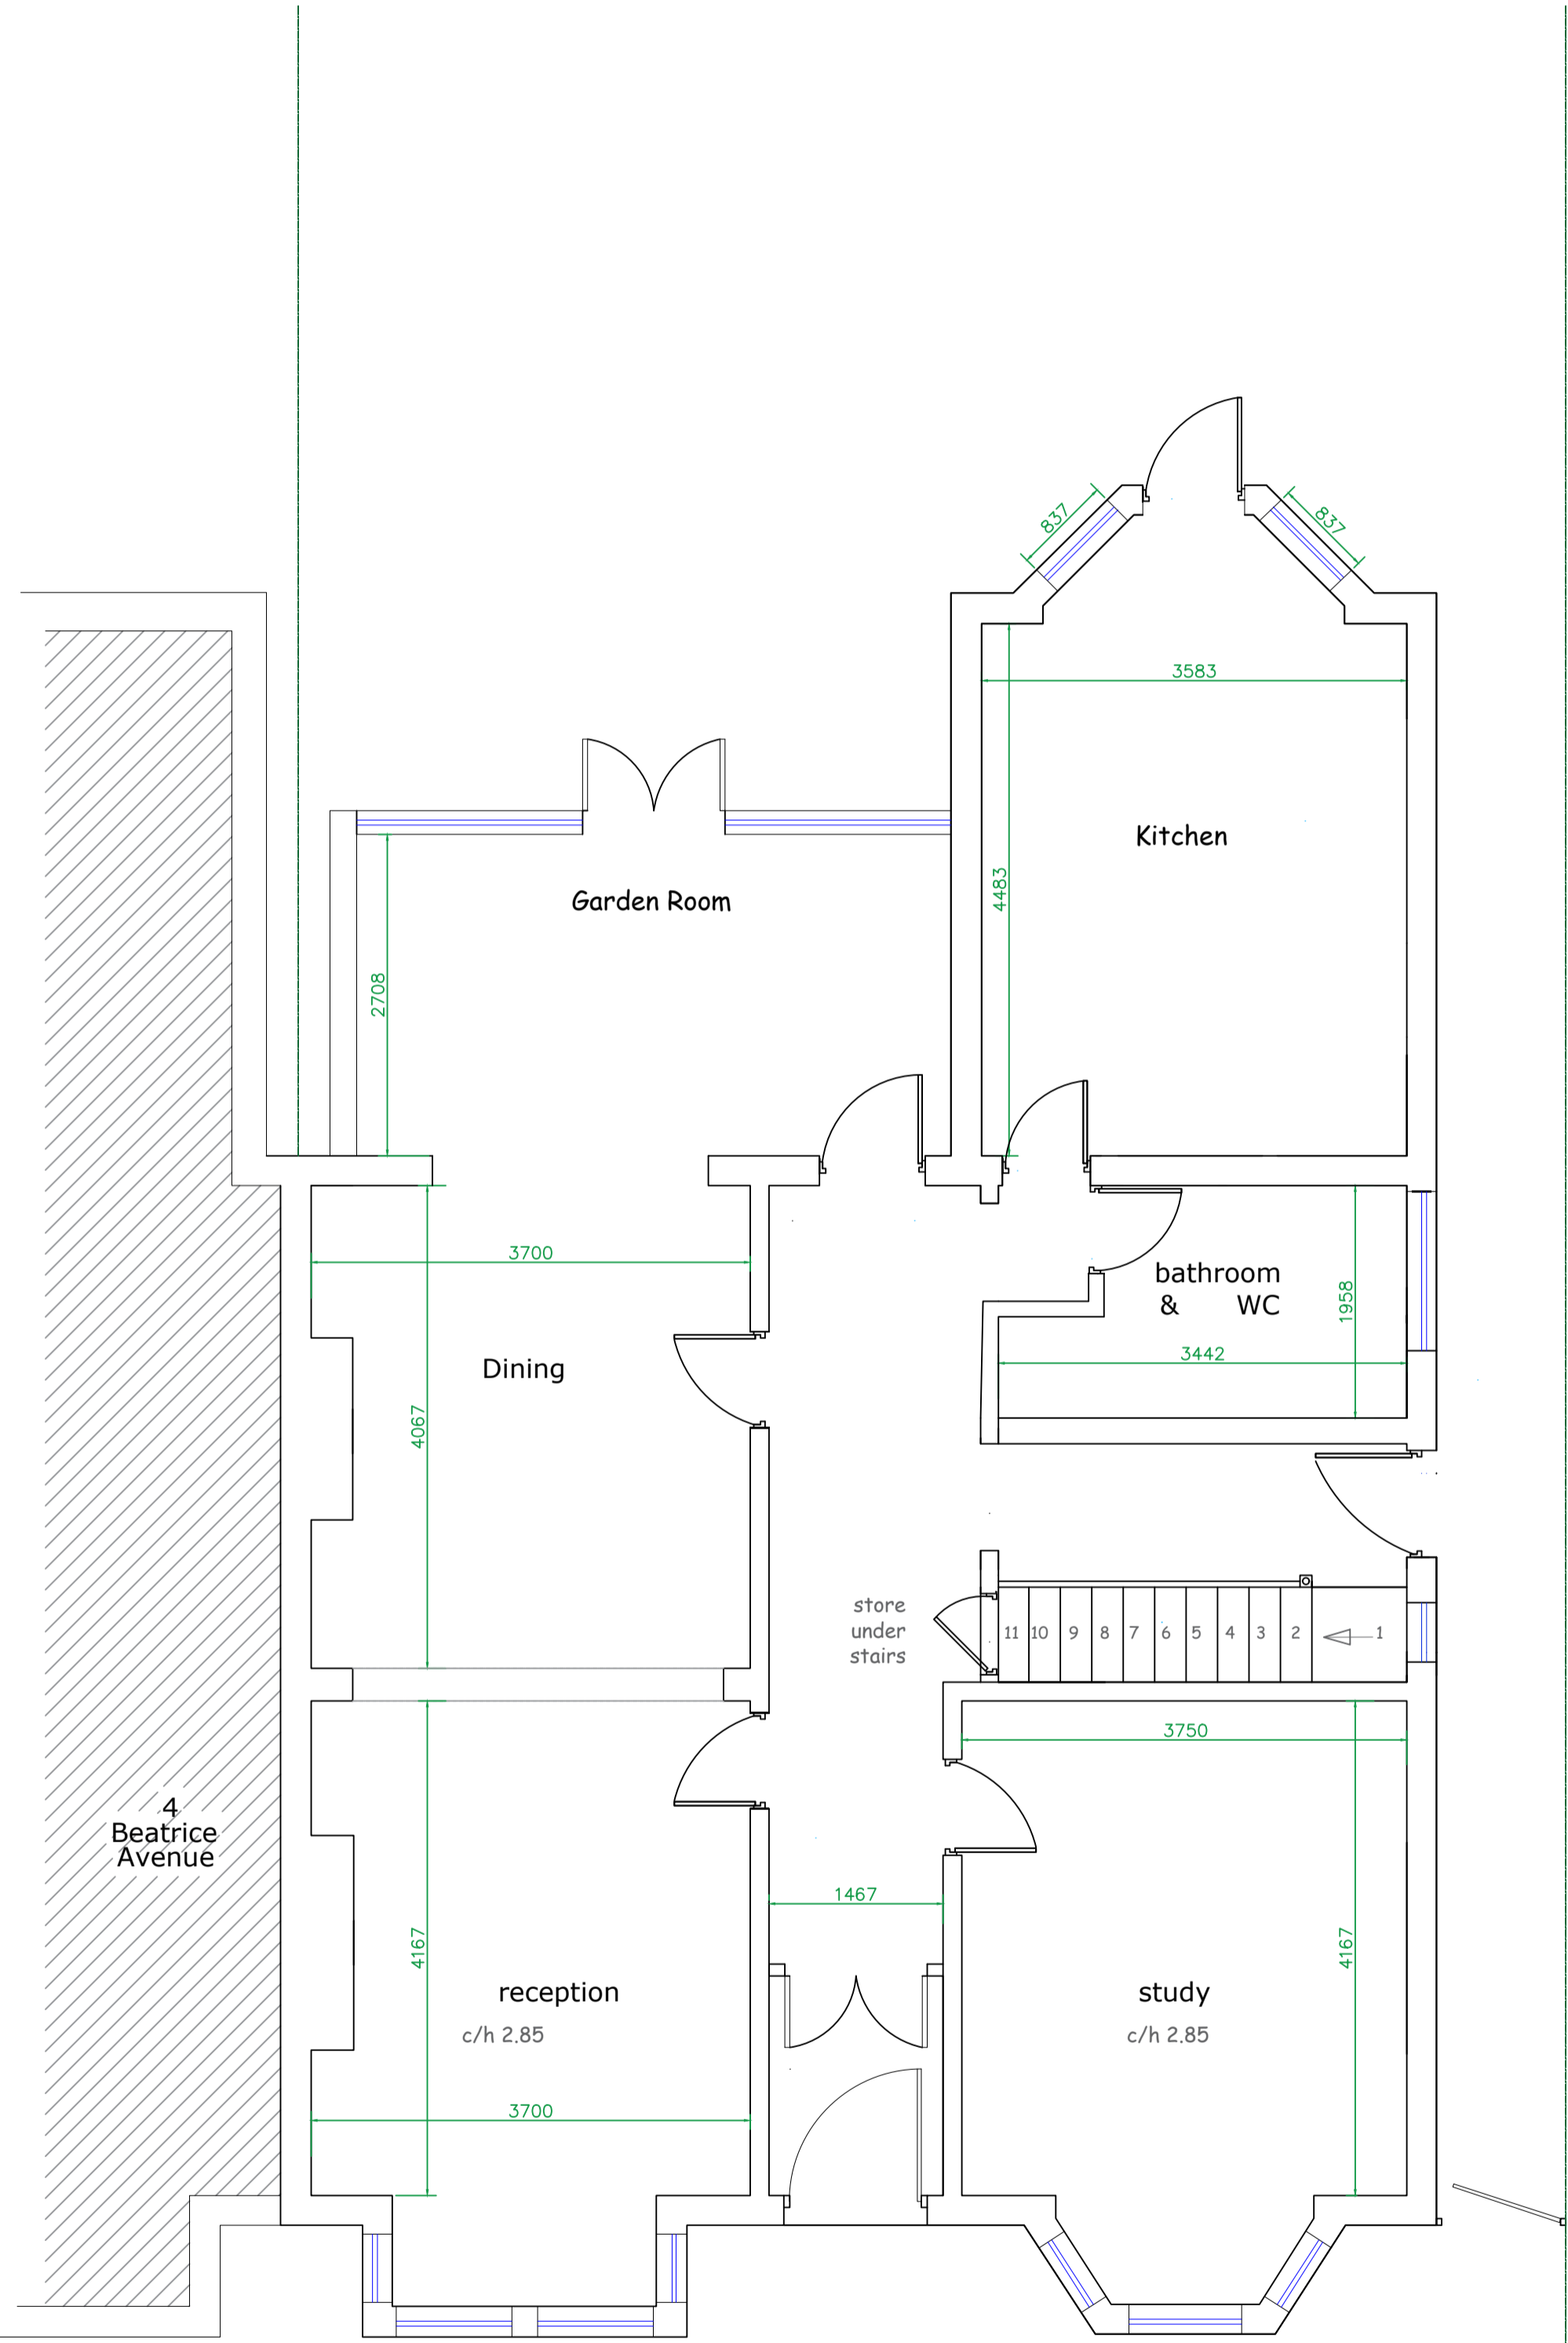 837
837
3583
Kitchen
4483
Garden Room
2708
3700
bathroom
& WC
1958
3442
Dining
4067
store
under
stairs
11 10 9 8 7 6 5 4 3 2 1
3750
4
Beatrice
Avenue
1467
4167
4167
reception
c/h 2.85
study
c/h 2.85
3700